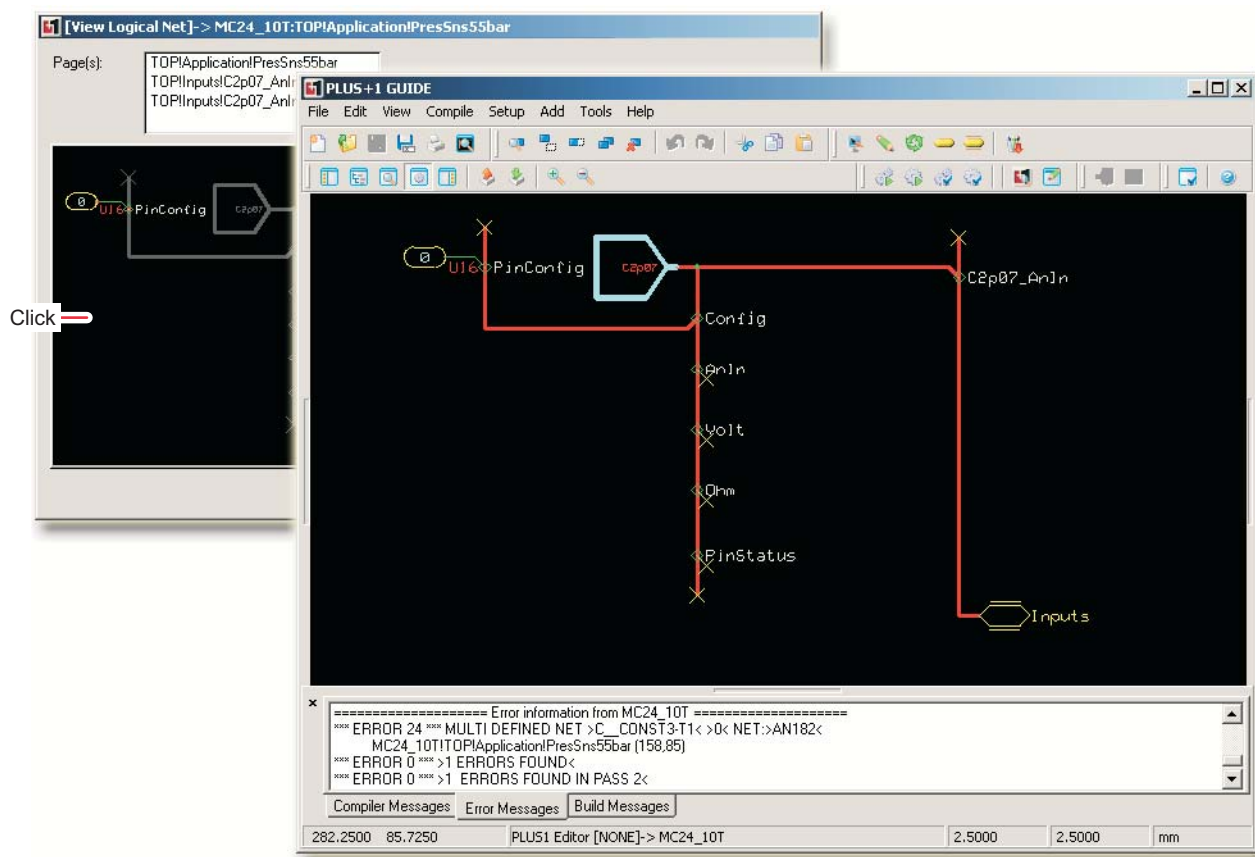 [View Logical Net]-> MC24_10T:TOP!Application!PresSns55bar
Page(s):
TOP!Application!PresSns55bar
TOP!Inputs!C2p07_AnIn
TOP!Inputs!C2p07_AnIn
0
U16
PinConfig
C2p07
Click
PLUS+1 GUIDE
File Edit View Compile Setup Add Tools Help
0
U16
PinConfig
C2p07
C2p07_AnIn
Config
AnIn
Volt
Ohm
PinStatus
Inputs
==================== Error information from MC24_10T ====================
*** ERROR 24 *** MULTI DEFINED NET >C__CONST3-T1< >0< NET:>AN182<
MC24_10T!TOP!Application!PresSns55bar (158,85)
*** ERROR 0 *** >1 ERRORS FOUND<
*** ERROR 0 *** >1 ERRORS FOUND IN PASS 2<
Compiler Messages Error Messages Build Messages
282.2500 85.7250 PLUS1 Editor [NONE]-> MC24_10T 2.5000 2.5000 mm